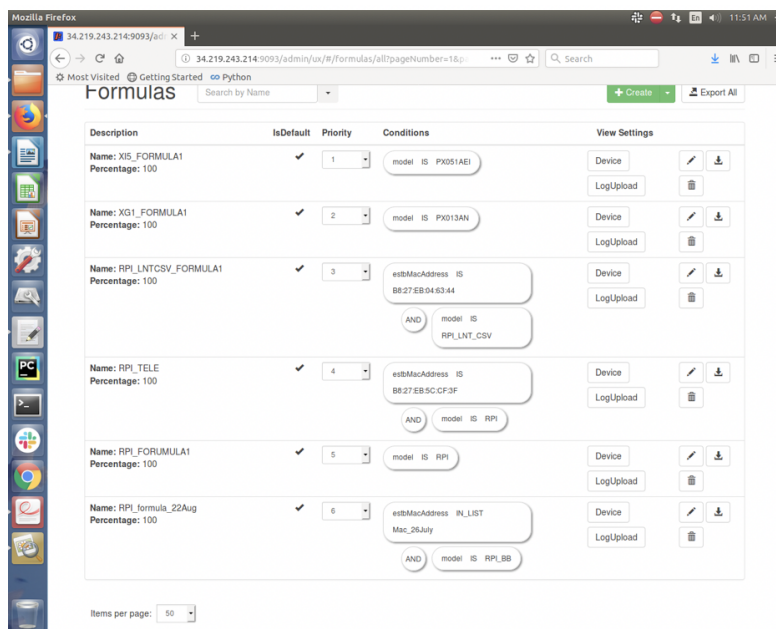 Mozilla Firefox
En
11:51 AM
34.219.243.214:9093/ad
34.219.243.214:9093/admin/ux/#/formulas/all?pageNumber=1&p
Search
Most Visited Getting Started Python
Formulas
Search by Name
Create
Export All
Description IsDefault Priority Conditions View Settings
Name: XI5_FORMULA1
Percentage: 100
1
model IS PX051AEI
Device
LogUpload
Name: XG1_FORMULA1
Percentage: 100
2
model IS PX013AN
Device
LogUpload
Name: RPI_LNTCSV_FORMULA1
Percentage: 100
3
estbMacAddress IS
B8:27:EB:04:63:44
AND
model IS
RPI_LNT_CSV
Device
LogUpload
Name: RPI_TELE
Percentage: 100
4
estbMacAddress IS
B8:27:EB:5C:CF:3F
AND
model IS RPI
Device
LogUpload
Name: RPI_FORUMULA1
Percentage: 100
5
model IS RPI
Device
LogUpload
Name: RPI_formula_22Aug
Percentage: 100
6
estbMacAddress IN_LIST
Mac_26July
AND
model IS RPI_BB
Device
LogUpload
Items per page: 50